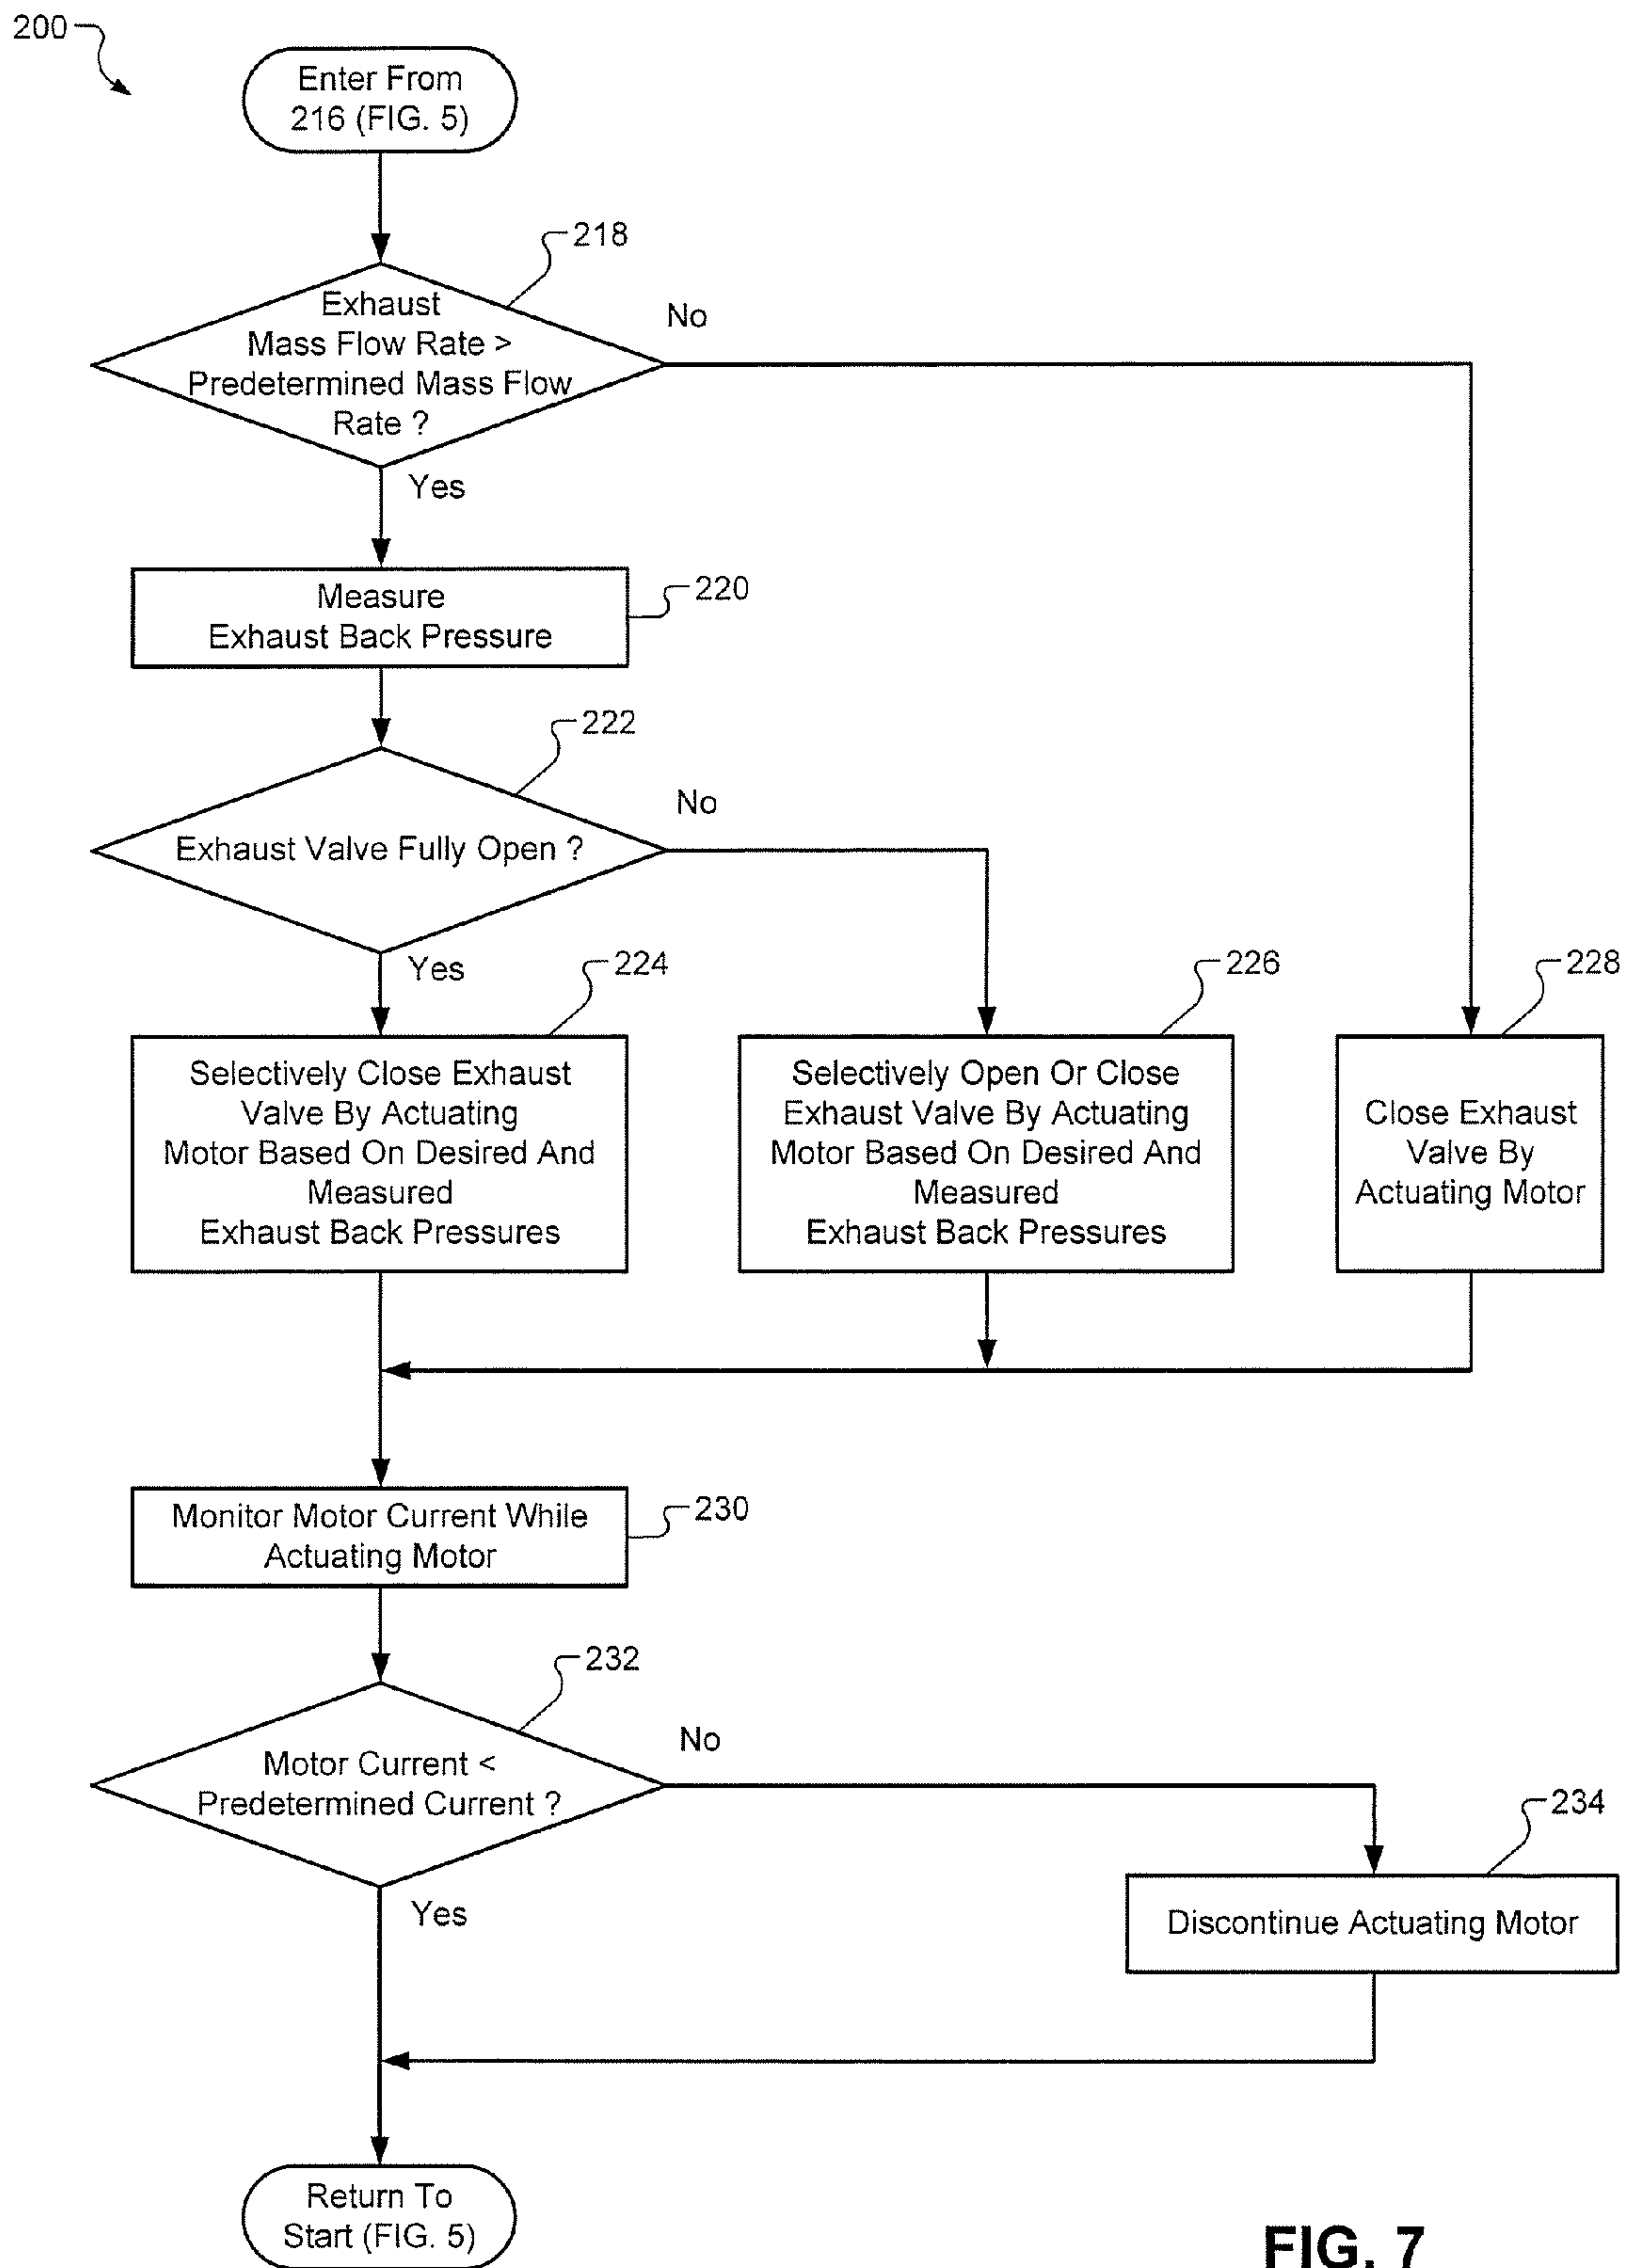 200
Enter From
216 (FIG. 5)
218
Exhaust
Mass Flow Rate >
Predetermined Mass Flow
Rate ?
No
Yes
Measure
Exhaust Back Pressure
220
222
Exhaust Valve Fully Open ?
No
Yes
224
Selectively Close Exhaust
Valve By Actuating
Motor Based On Desired And
Measured
Exhaust Back Pressures
226
Selectively Open Or Close
Exhaust Valve By Actuating
Motor Based On Desired And
Measured
Exhaust Back Pressures
228
Close Exhaust
Valve By
Actuating Motor
Monitor Motor Current While
Actuating Motor
230
232
Motor Current <
Predetermined Current ?
No
Yes
234
Discontinue Actuating Motor
Return To
Start (FIG. 5)
FIG. 7